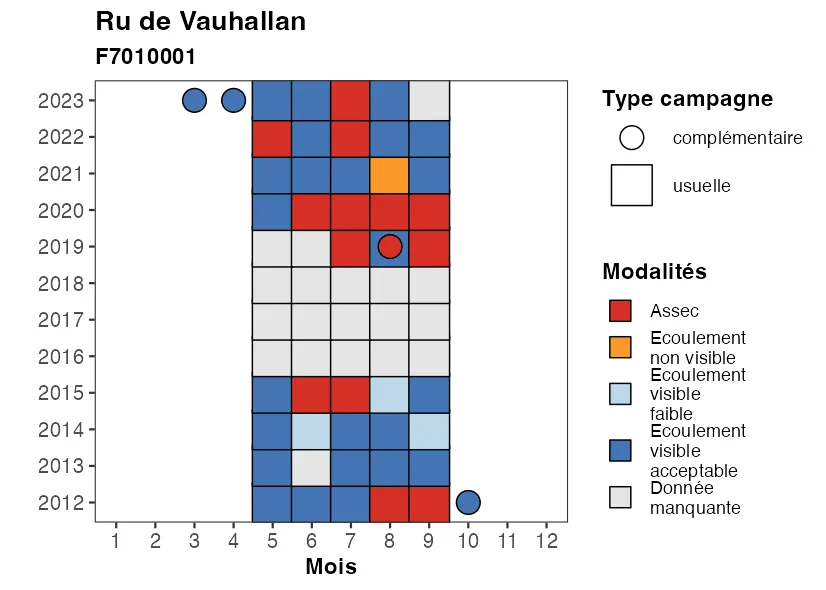 Ru de Vauhallan
F7010001
2023
2022
2021
2020
2019
2018
2017
2016
2015
2014
2013
2012
1 2 3 4 5 6 7 8 9 10 11 12
Mois
Type campagne
complémentaire
usuelle
Modalités
Assec
Ecoulement
non visible
Ecoulement
visible
faible
Ecoulement
visible
acceptable
Donnée
manquante